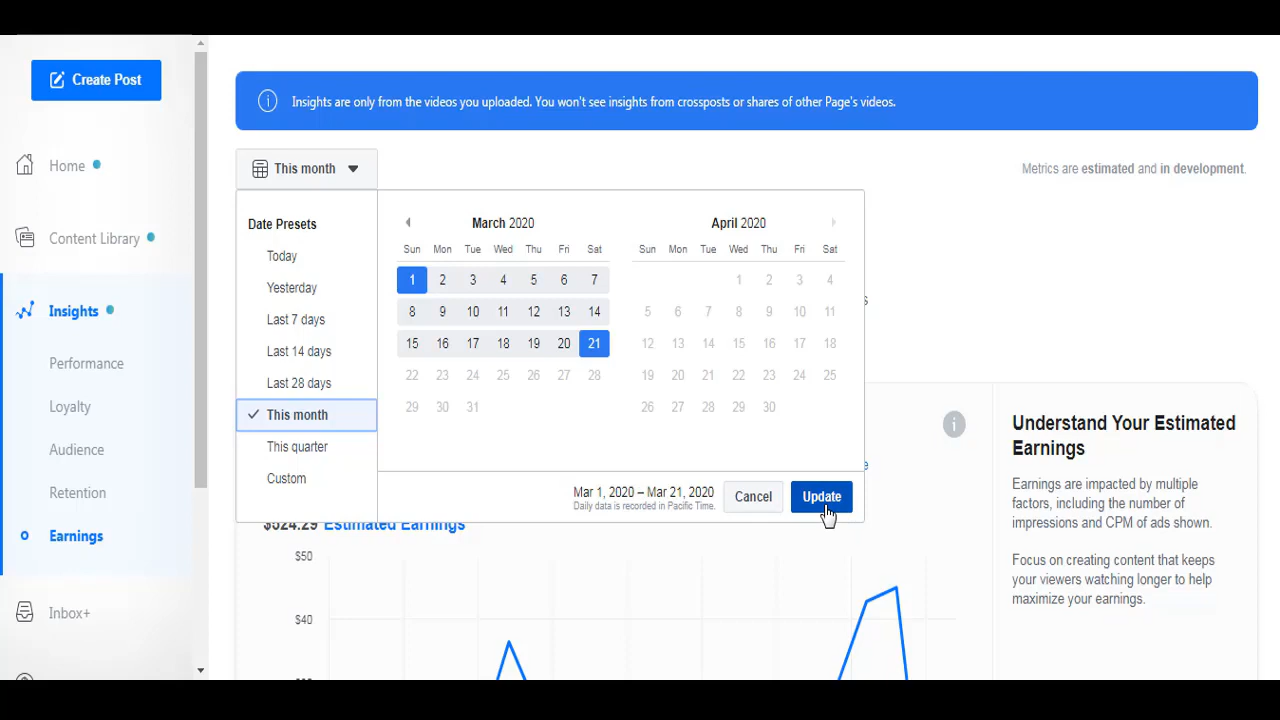 Create Post
Home
Content Library
Insights
Performance
Loyalty
Audience
Retention
Earnings
Inbox+
Insights are only from the videos you uploaded. You won't see insights from crossposts or shares of other Page's videos.
This month
Metrics are estimated and in development.
Date Presets
Today
Yesterday
Last 7 days
Last 14 days
Last 28 days
This month
This quarter
Custom
March 2020
Sun Mon Tue Wed Thu Fri Sat
1 2 3 4 5 6 7
8 9 10 11 12 13 14
15 16 17 18 19 20 21
22 23 24 25 26 27 28
29 30 31
April 2020
Sun Mon Tue Wed Thu Fri Sat
1 2 3 4
5 6 7 8 9 10 11
12 13 14 15 16 17 18
19 20 21 22 23 24 25
26 27 28 29 30
Mar 1, 2020 – Mar 21, 2020
Daily data is recorded in Pacific Time.
Cancel
Update
$524.29 Estimated Earnings
$50
$40
Understand Your Estimated
Earnings
Earnings are impacted by multiple
factors, including the number of
impressions and CPM of ads shown.
Focus on creating content that keeps
your viewers watching longer to help
maximize your earnings.